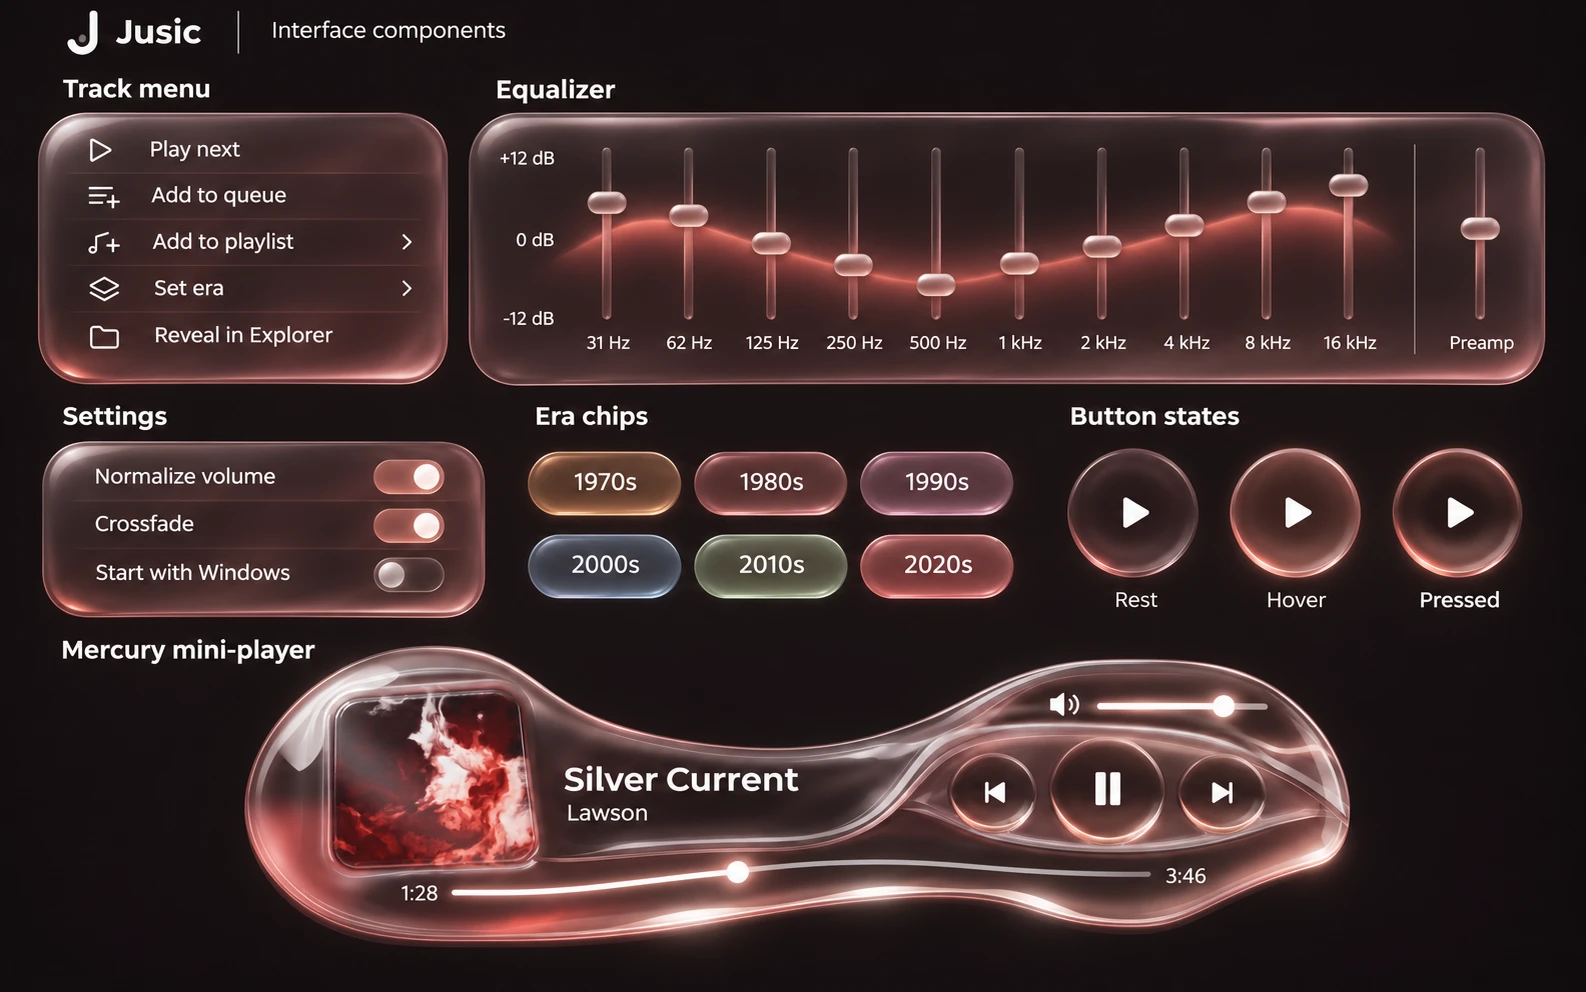 Jusic
Interface components
Track menu
Play next
Add to queue
Add to playlist
Set era
Reveal in Explorer
Equalizer
+12 dB
0 dB
-12 dB
31 Hz
62 Hz
125 Hz
250 Hz
500 Hz
1 kHz
2 kHz
4 kHz
8 kHz
16 kHz
Preamp
Settings
Normalize volume
Crossfade
Start with Windows
Era chips
1970s
1980s
1990s
2000s
2010s
2020s
Button states
Rest
Hover
Pressed
Mercury mini-player
Silver Current
Lawson
1:28
3:46